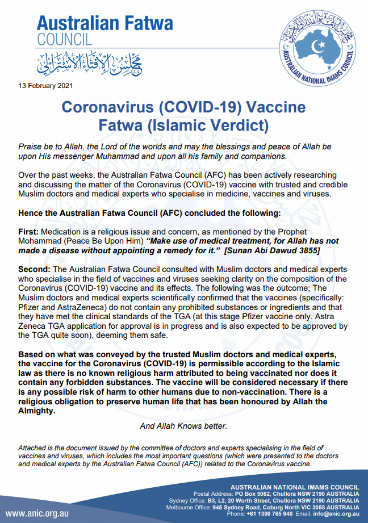 Australian Fatwa
COUNCIL
مجلس الإفتاء الأسترالي
AUSTRALIAN NATIONAL IMAMS COUNCIL
13 February 2021
Coronavirus (COVID-19) Vaccine
Fatwa (Islamic Verdict)
Praise be to Allah, the Lord of the worlds and may the blessings and peace of Allah be
upon His messenger Muhammad and upon all his family and companions.
Over the past weeks, the Australian Fatwa Council (AFC) has been actively researching
and discussing the matter of the Coronavirus (COVID-19) vaccine with trusted and credible
Muslim doctors and medical experts who specialise in medicine, vaccines and viruses.
Hence the Australian Fatwa Council (AFC) concluded the following:
First: Medication is a religious issue and concern, as mentioned by the Prophet
Mohammad (Peace Be Upon Him) "Make use of medical treatment, for Allah has not
made a disease without appointing a remedy for it." [Sunan Abi Dawud 3855]
Second: The Australian Fatwa Council consulted with Muslim doctors and medical experts
who specialise in the field of vaccines and viruses seeking clarity on the composition of the
Coronavirus (COVID-19) vaccine and its effects. The following was the outcome; The
Muslim doctors and medical experts scientifically confirmed that the vaccines (specifically:
Pfizer and AstraZeneca) do not contain any prohibited substances or ingredients and that
they have met the clinical standards of the TGA (at this stage Pfizer vaccine only. Astra
Zeneca TGA application for approval is in progress and is also expected to be approved by
the TGA quite soon), deeming them safe.
Based on what was conveyed by the trusted Muslim doctors and medical experts,
the vaccine for the Coronavirus (COVID-19) is permissible according to the Islamic
law as there is no known religious harm attributed to being vaccinated nor does it
contain any forbidden substances. The vaccine will be considered necessary if there
is any possible risk of harm to other humans due to non-vaccination. There is a
religious obligation to preserve human life that has been honoured by Allah the
Almighty.
And Allah Knows better.
Attached is the document issued by the committee of doctors and experts specialising in the field of
vaccines and viruses, which includes the most important questions (which were presented to the doctors
and medical experts by the Australian Fatwa Council (AFC)) related to the Coronavirus vaccine.
AUSTRALIAN NATIONAL IMAMS COUNCIL
Postal Address: PO Box 6062, Chullora NSW 2190 AUSTRALIA
Sydney Office: B3, L2, 20 Worth Street, Chullora NSW 2190 AUSTRALIA
Melbourne Office: 945 Sydney Road, Coburg North VIC 3058 AUSTRALIA
www.anic.org.au
Phone: +61 1300 765 940 Email: info@anic.org.au